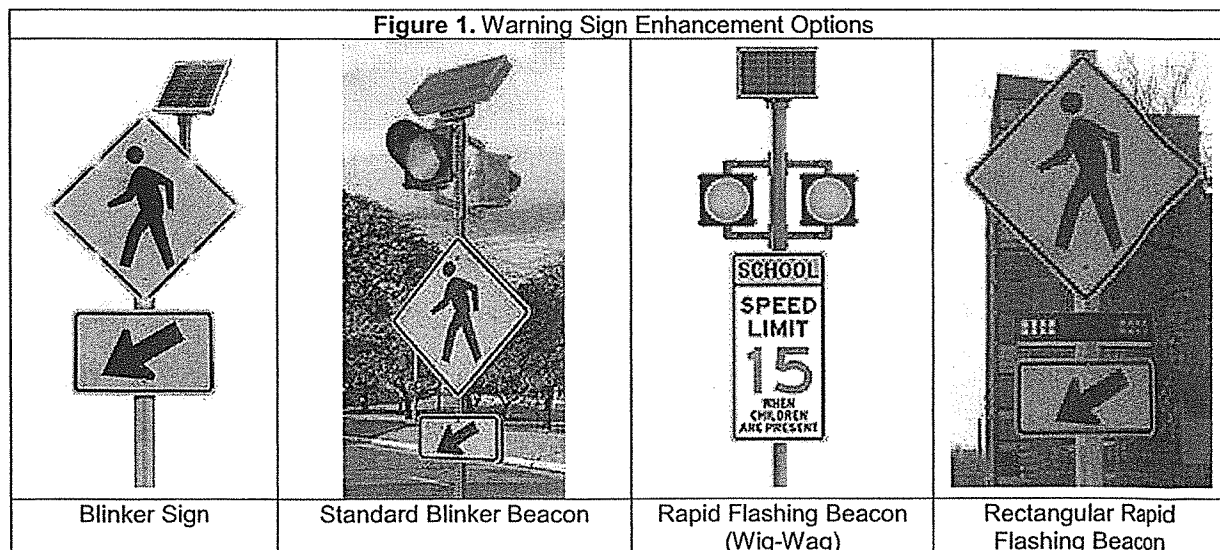 Figure 1. Warning Sign Enhancement Options
SCHOOL
SPEED
LIMIT
15
WHEN
CHILDREN
ARE PRESENT
Blinker Sign
Standard Blinker Beacon
Rapid Flashing Beacon
(Wig-Wag)
Rectangular Rapid
Flashing Beacon